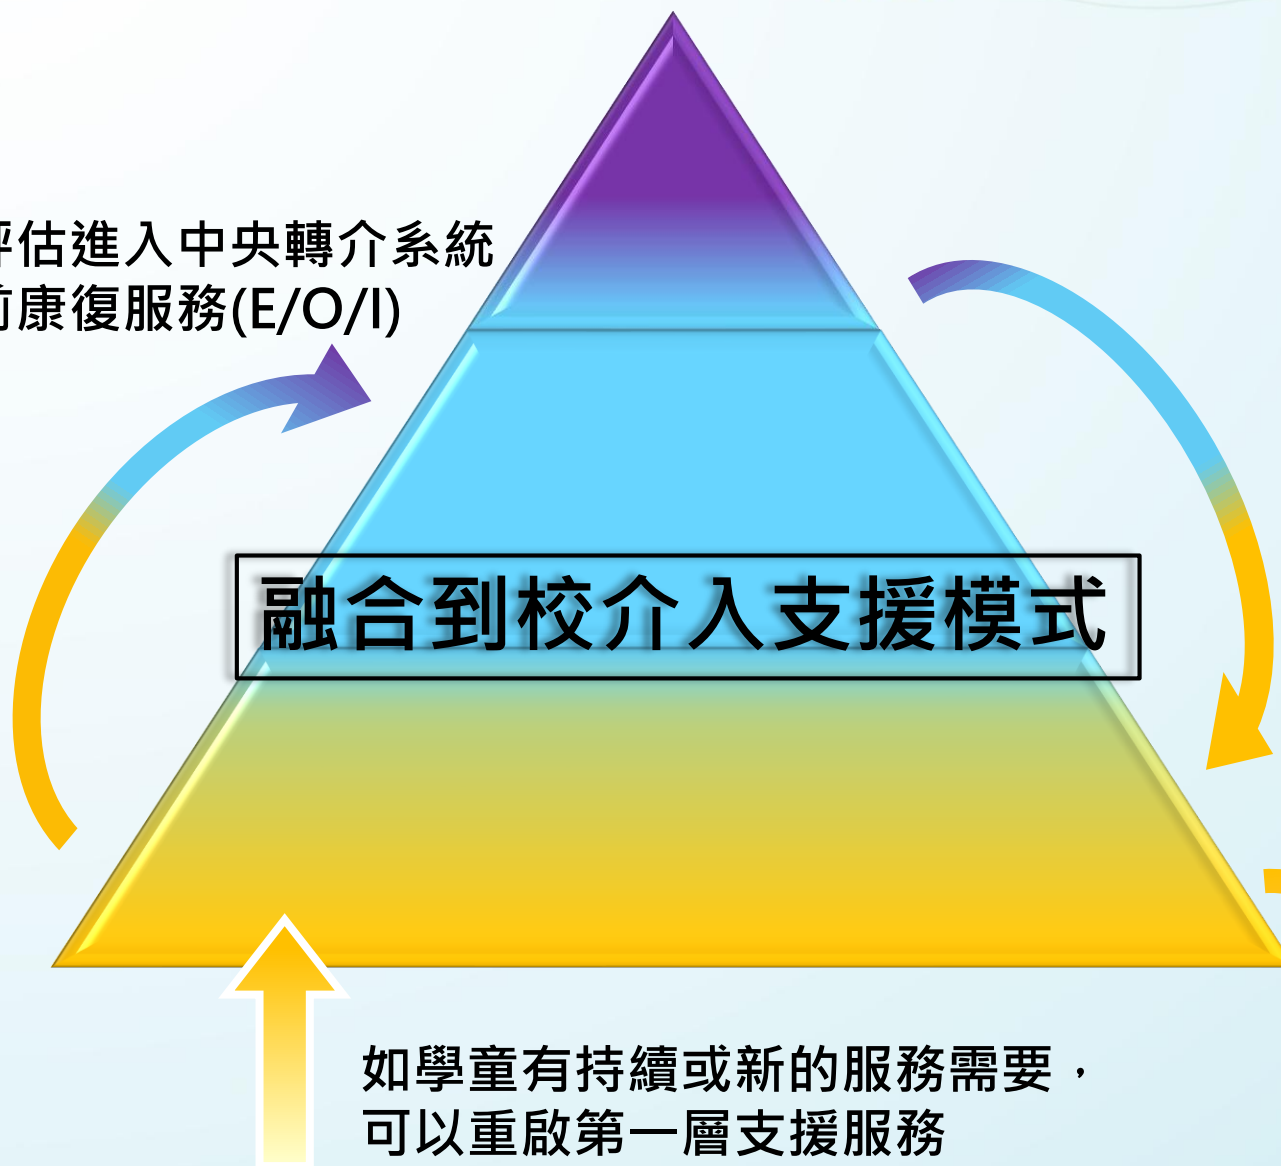 評估進入中央轉介系統
前康復服務(E/O/I)
融合到校介入支援模式
如學童有持續或新的服務需要，
可以重啟第一層支援服務